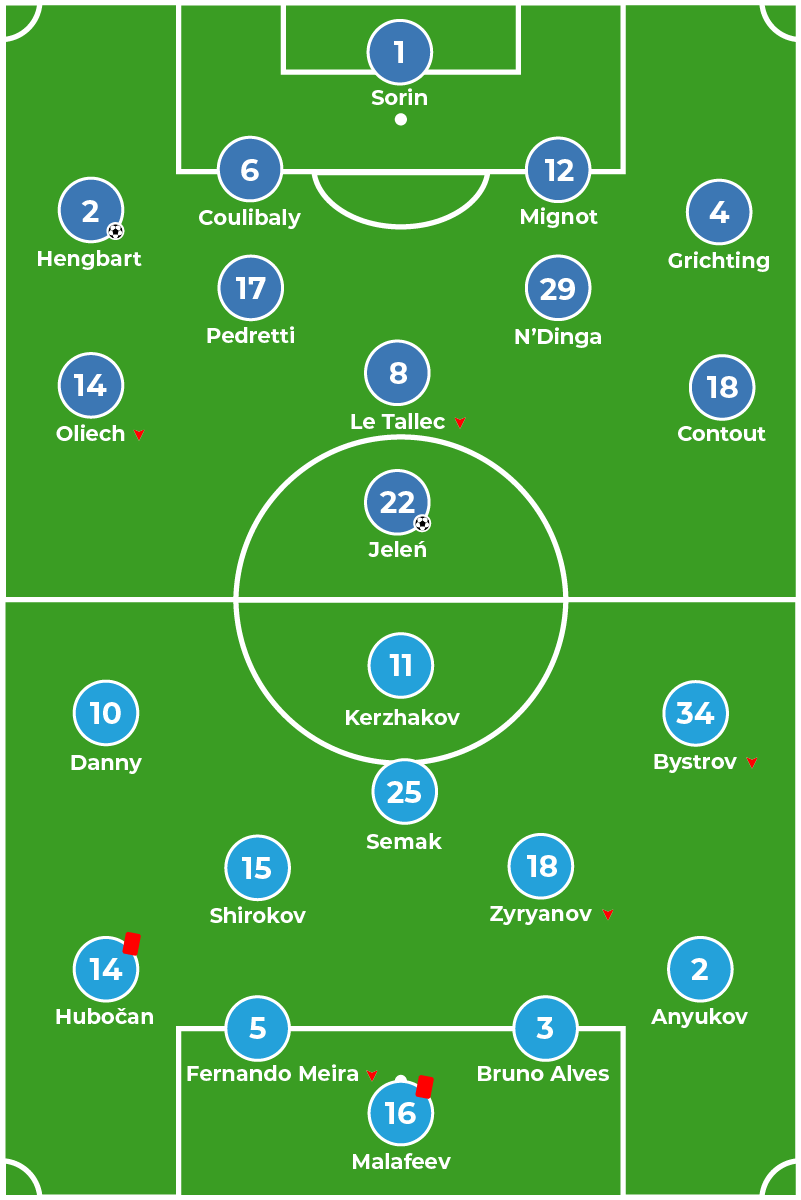 1
Sorin
6
Coulibaly
12
Mignot
2
Hengbart
4
Grichting
17
Pedretti
29
N’Dinga
14
Oliech
8
Le Tallec
18
Contout
22
Jeleń
11
Kerzhakov
10
Danny
34
Bystrov
25
Semak
15
Shirokov
18
Zyryanov
14
Hubočan
2
Anyukov
5
Fernando Meira
3
Bruno Alves
16
Malafeev